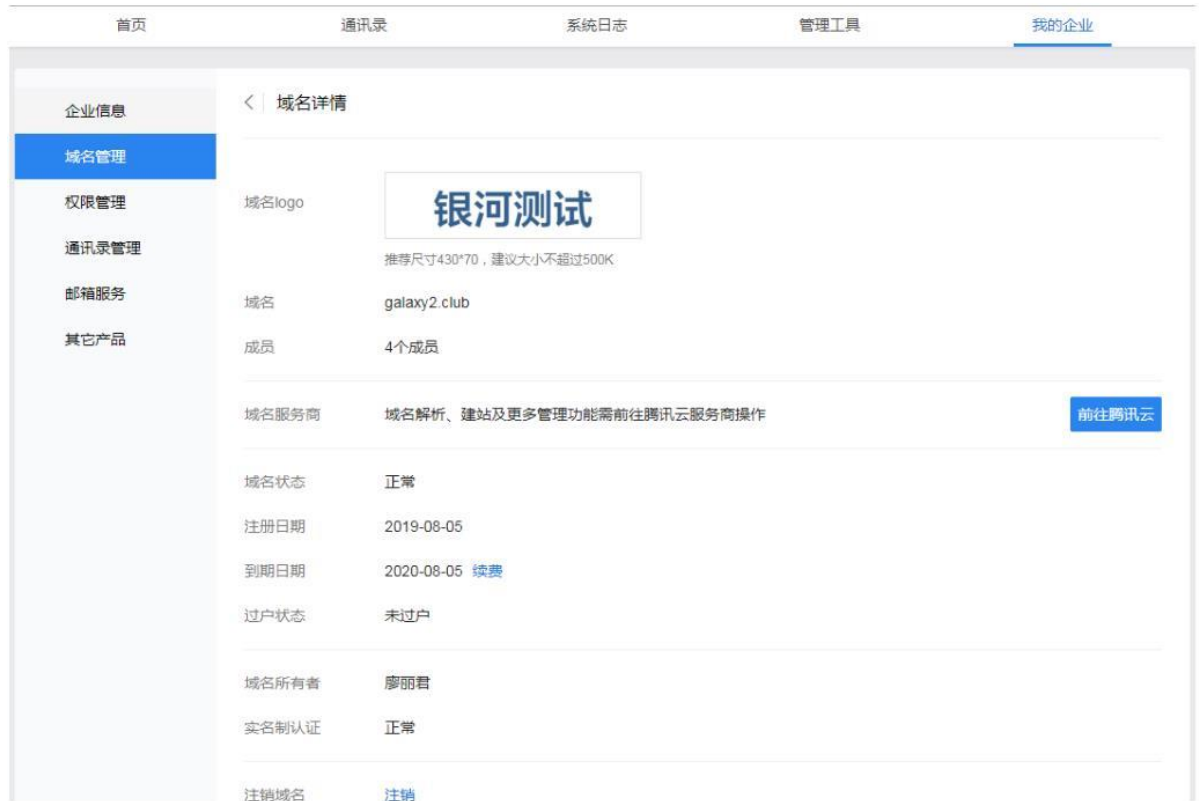 首页 通讯录 系统日志 管理工具 我的企业
企业信息
域名管理
权限管理
通讯录管理
邮箱服务
其它产品
域名详情
域名logo 银河测试
推荐尺寸430*70，建议大小不超过500K
域名 galaxy2.club
成员 4个成员
域名服务商 域名解析、建站及更多管理功能需前往腾讯云服务商操作 前往腾讯云
域名状态 正常
注册日期 2019-08-05
到期日期 2020-08-05 续费
过户状态 未过户
域名所有者 廖丽君
实名制认证 正常
注销域名 注销